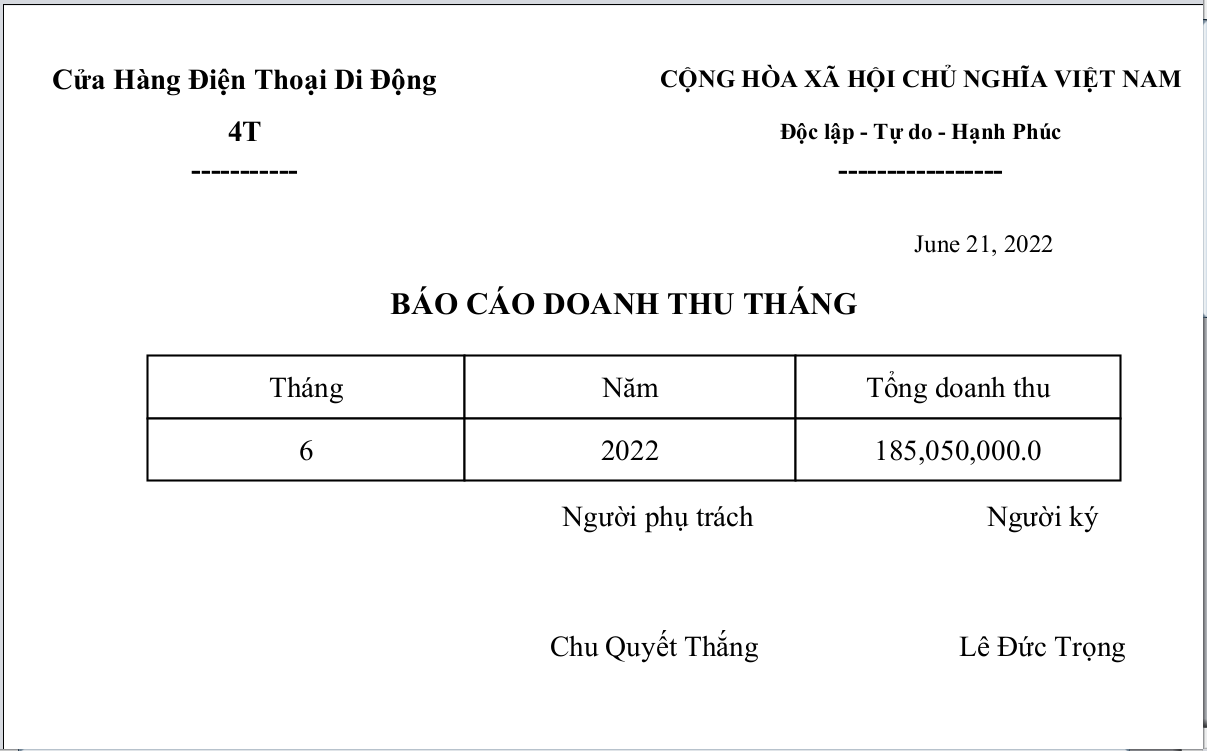 Cửa Hàng Điện Thoại Di Động
4T
-----------
CỘNG HÒA XÃ HỘI CHỦ NGHĨA VIỆT NAM
Độc lập - Tự do - Hạnh Phúc
-----------------
June 21, 2022
BÁO CÁO DOANH THU THÁNG
Tháng Năm Tổng doanh thu
6 2022 185,050,000.0
Người phụ trách Người ký
Chu Quyết Thắng Lê Đức Trọng